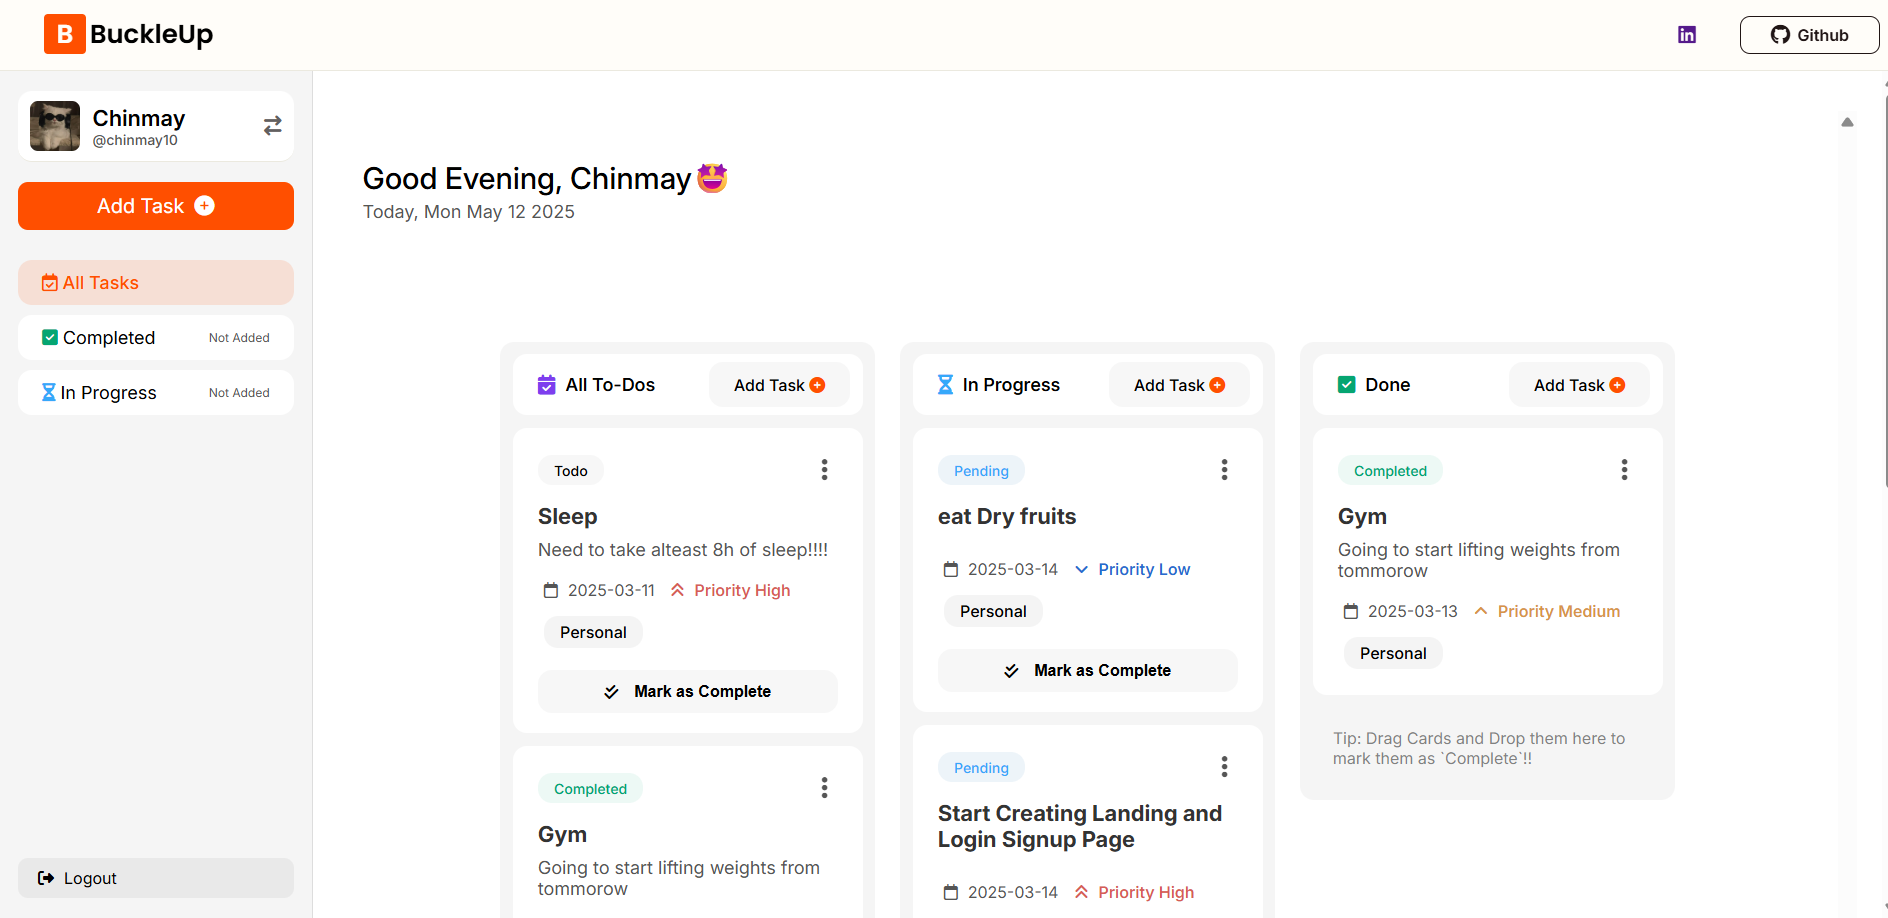 B BuckleUp
Github
Chinmay
@chinmay10
Add Task
All Tasks
Completed Not Added
In Progress Not Added
Logout
Good Evening, Chinmay🤩
Today, Mon May 12 2025
All To-Dos Add Task
Todo
Sleep
Need to take alteast 8h of sleep!!!!
2025-03-11 Priority High
Personal
Mark as Complete
Completed
Gym
Going to start lifting weights from
tommorow
In Progress Add Task
Pending
eat Dry fruits
2025-03-14 Priority Low
Personal
Mark as Complete
Pending
Start Creating Landing and
Login Signup Page
2025-03-14 Priority High
Done Add Task
Completed
Gym
Going to start lifting weights from
tommorow
2025-03-13 Priority Medium
Personal
Tip: Drag Cards and Drop them here to
mark them as `Complete`!!